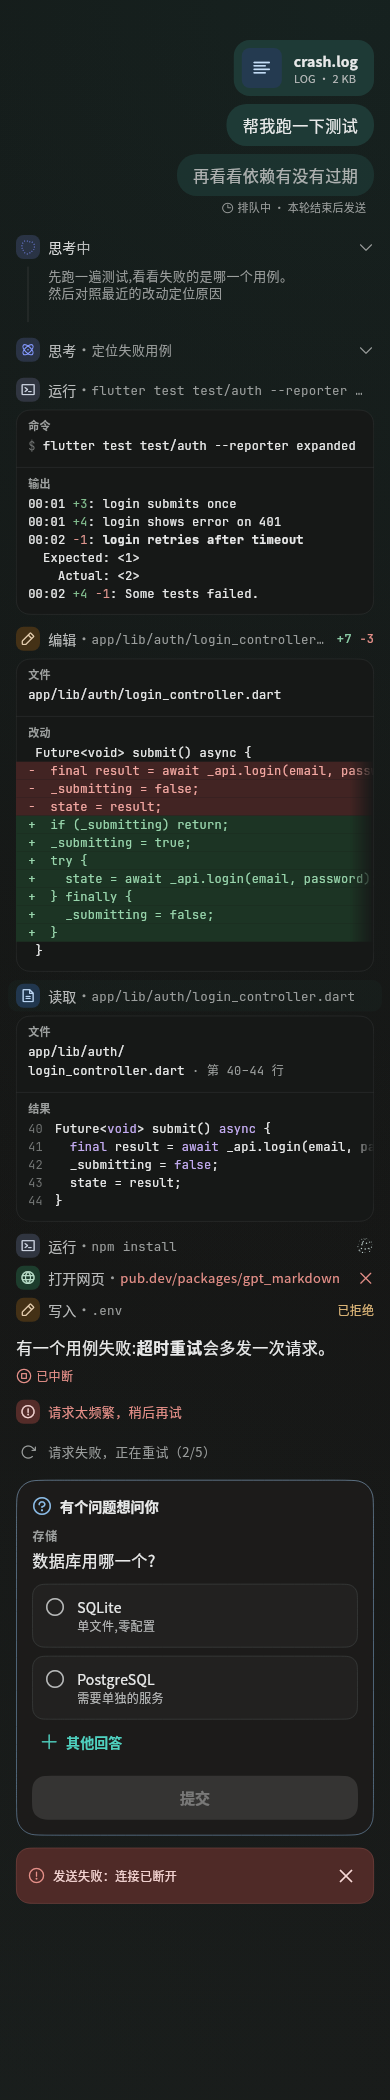 crash.log
LOG · 2 KB
帮我跑一下测试
再看看依赖有没有过期
排队中 · 本轮结束后发送
思考中
先跑一遍测试,看看失败的是哪一个用例。
然后对照最近的改动定位原因
思考 · 定位失败用例
运行 · flutter test test/auth --reporter …
命令
$ flutter test test/auth --reporter expanded
输出
00:01 +3: login submits once
00:01 +4: login shows error on 401
00:02 -1: login retries after timeout
Expected: <1>
Actual: <2>
00:02 +4 -1: Some tests failed.
编辑 · app/lib/auth/login_controller… +7 -3
文件
app/lib/auth/login_controller.dart
改动
Future<void> submit() async {
- final result = await _api.login(email, pass
- _submitting = false;
- state = result;
+ if (_submitting) return;
+ _submitting = true;
+ try {
+ state = await _api.login(email, password)
+ } finally {
+ _submitting = false;
+ }
}
读取 · app/lib/auth/login_controller.dart
文件
app/lib/auth/
login_controller.dart · 第 40–44 行
结果
40 Future<void> submit() async {
41 final result = await _api.login(email, pa
42 _submitting = false;
43 state = result;
44 }
运行 · npm install
打开网页 · pub.dev/packages/gpt_markdown
写入 · .env 已拒绝
有一个用例失败:超时重试会多发一次请求。
已中断
请求太频繁，稍后再试
请求失败，正在重试（2/5）
有个问题想问你
存储
数据库用哪一个?
SQLite
单文件,零配置
PostgreSQL
需要单独的服务
其他回答
提交
发送失败：连接已断开